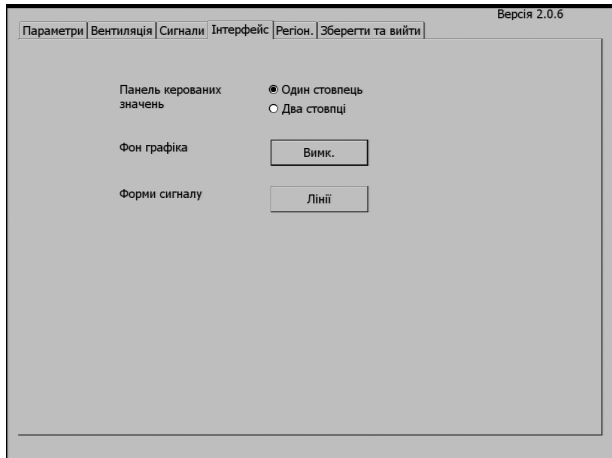 Версія 2.0.6
Параметри Вентиляція Сигнали Інтерфейс Регіон. Зберегти та вийти
Панель керованих
значень
Один стовпець
Два стовпці
Фон графіка
Вимк.
Форми сигналу
Лінії